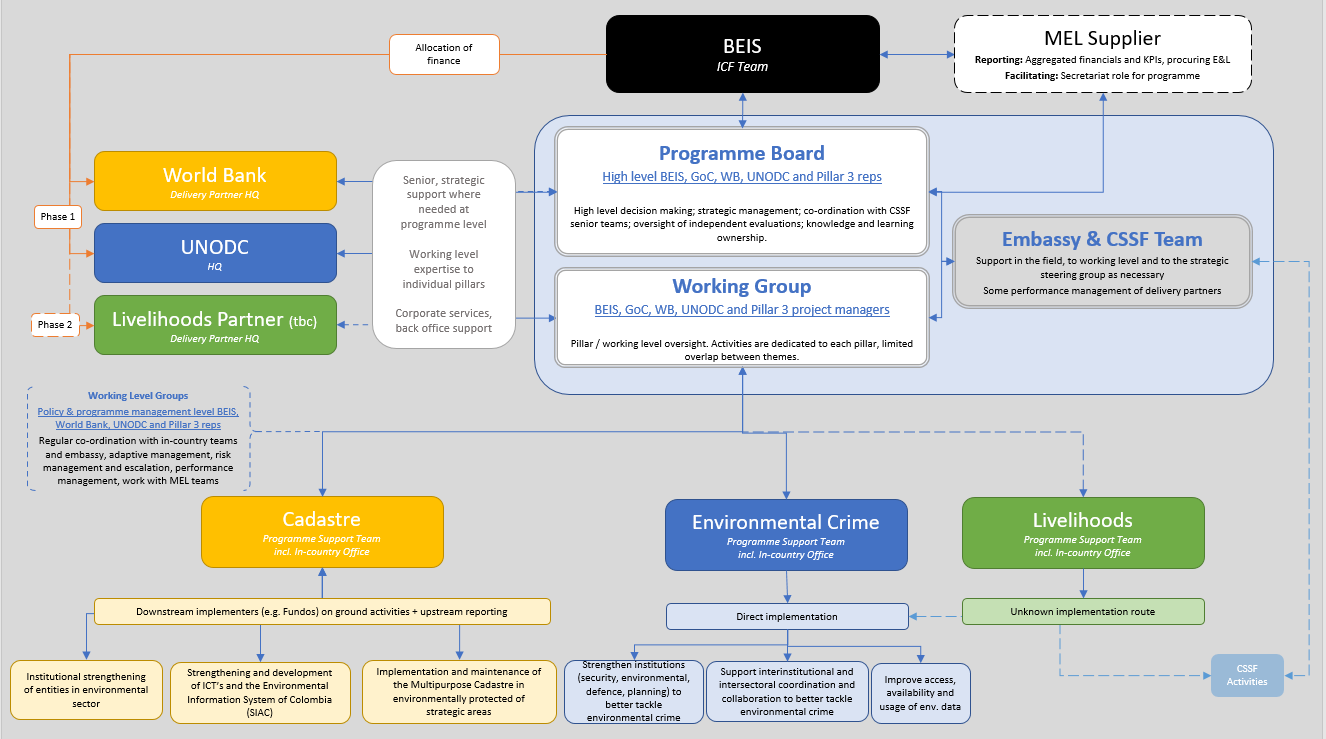 BEIS
ICF Team
Allocation of
finance
MEL Supplier
Reporting: Aggregated financials and KPIs, procuring E&L
Facilitating: Secretariat role for programme
World Bank
Delivery Partner HQ
Phase 1
UNODC
HQ
Phase 2
Livelihoods Partner (tbc)
Delivery Partner HQ
Senior, strategic
support where
needed at
programme level
Working level
expertise to
individual pillars
Corporate services,
back office support
Programme Board
High level BEIS, GoC, WB, UNODC and Pillar 3 reps
High level decision making; strategic management; co-ordination with CSSF
senior teams; oversight of independent evaluations; knowledge and learning
ownership.
Working Group
BEIS, GoC, WB, UNODC and Pillar 3 project managers
Pillar / working level oversight. Activities are dedicated to each pillar, limited
overlap between themes.
Embassy & CSSF Team
Support in the field, to working level and to the strategic
steering group as necessary
Some performance management of delivery partners
Working Level Groups
Policy & programme management level BEIS,
World Bank, UNODC and Pillar 3 reps
Regular co-ordination with in-country teams
and embassy, adaptive management, risk
management and escalation, performance
management, work with MEL teams
Cadastre
Programme Support Team
incl. In-country Office
Environmental Crime
Programme Support Team
incl. In-country Office
Livelihoods
Programme Support Team
incl. In-country Office
Downstream implementers (e.g. Fundos) on ground activities + upstream reporting
Direct implementation
Unknown implementation route
Institutional strengthening
of entities in environmental
sector
Strengthening and development
of ICT's and the Environmental
Information System of Colombia
(SIAC)
Implementation and maintenance of
the Multipurpose Cadastre in
environmentally protected of
strategic areas
Strengthen institutions
(security, environmental,
defence, planning) to
better tackle
environmental crime
Support interinstitutional and
intersectoral coordination and
collaboration to better tackle
environmental crime
Improve access,
availability and
usage of env. data
CSSF
Activities